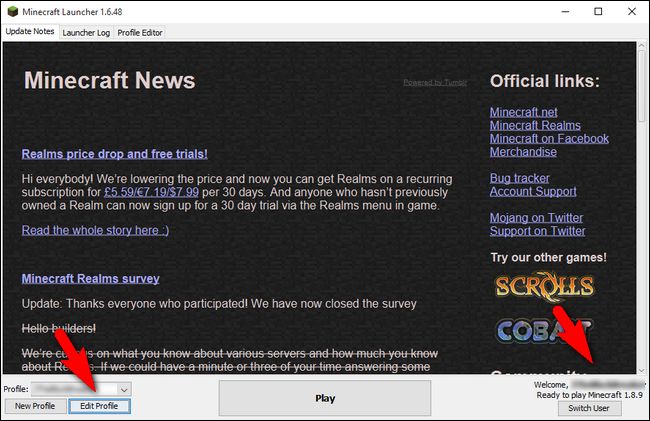 Minecraft Launcher 1.6.48
Update Notes Launcher Log Profile Editor
Minecraft News
Powered by Tumblr
Realms price drop and free trials!
Hi everybody! We're lowering the price and now you can get Realms on a recurring
subscription for £5.59/€7.19/$7.99 per 30 days. And anyone who hasn't previously
owned a Realm can now sign up for a 30 day trial via the Realms menu in game.
Read the whole story here :)
Minecraft Realms survey
Update: Thanks everyone who participated! We have now closed the survey
Hello builders!
We're on what you know about various servers and how much you know
about If we could have a minute or three of your time answering some
Official links:
Minecraft.net
Minecraft Realms
Minecraft on Facebook
Merchandise
Bug tracker
Account Support
Mojang on Twitter
Support on Twitter
Try our other games!
SCROLLS
COBALT
Community
Profile:
New Profile Edit Profile
Play
Welcome,
Ready to play Minecraft 1.8.9
Switch User